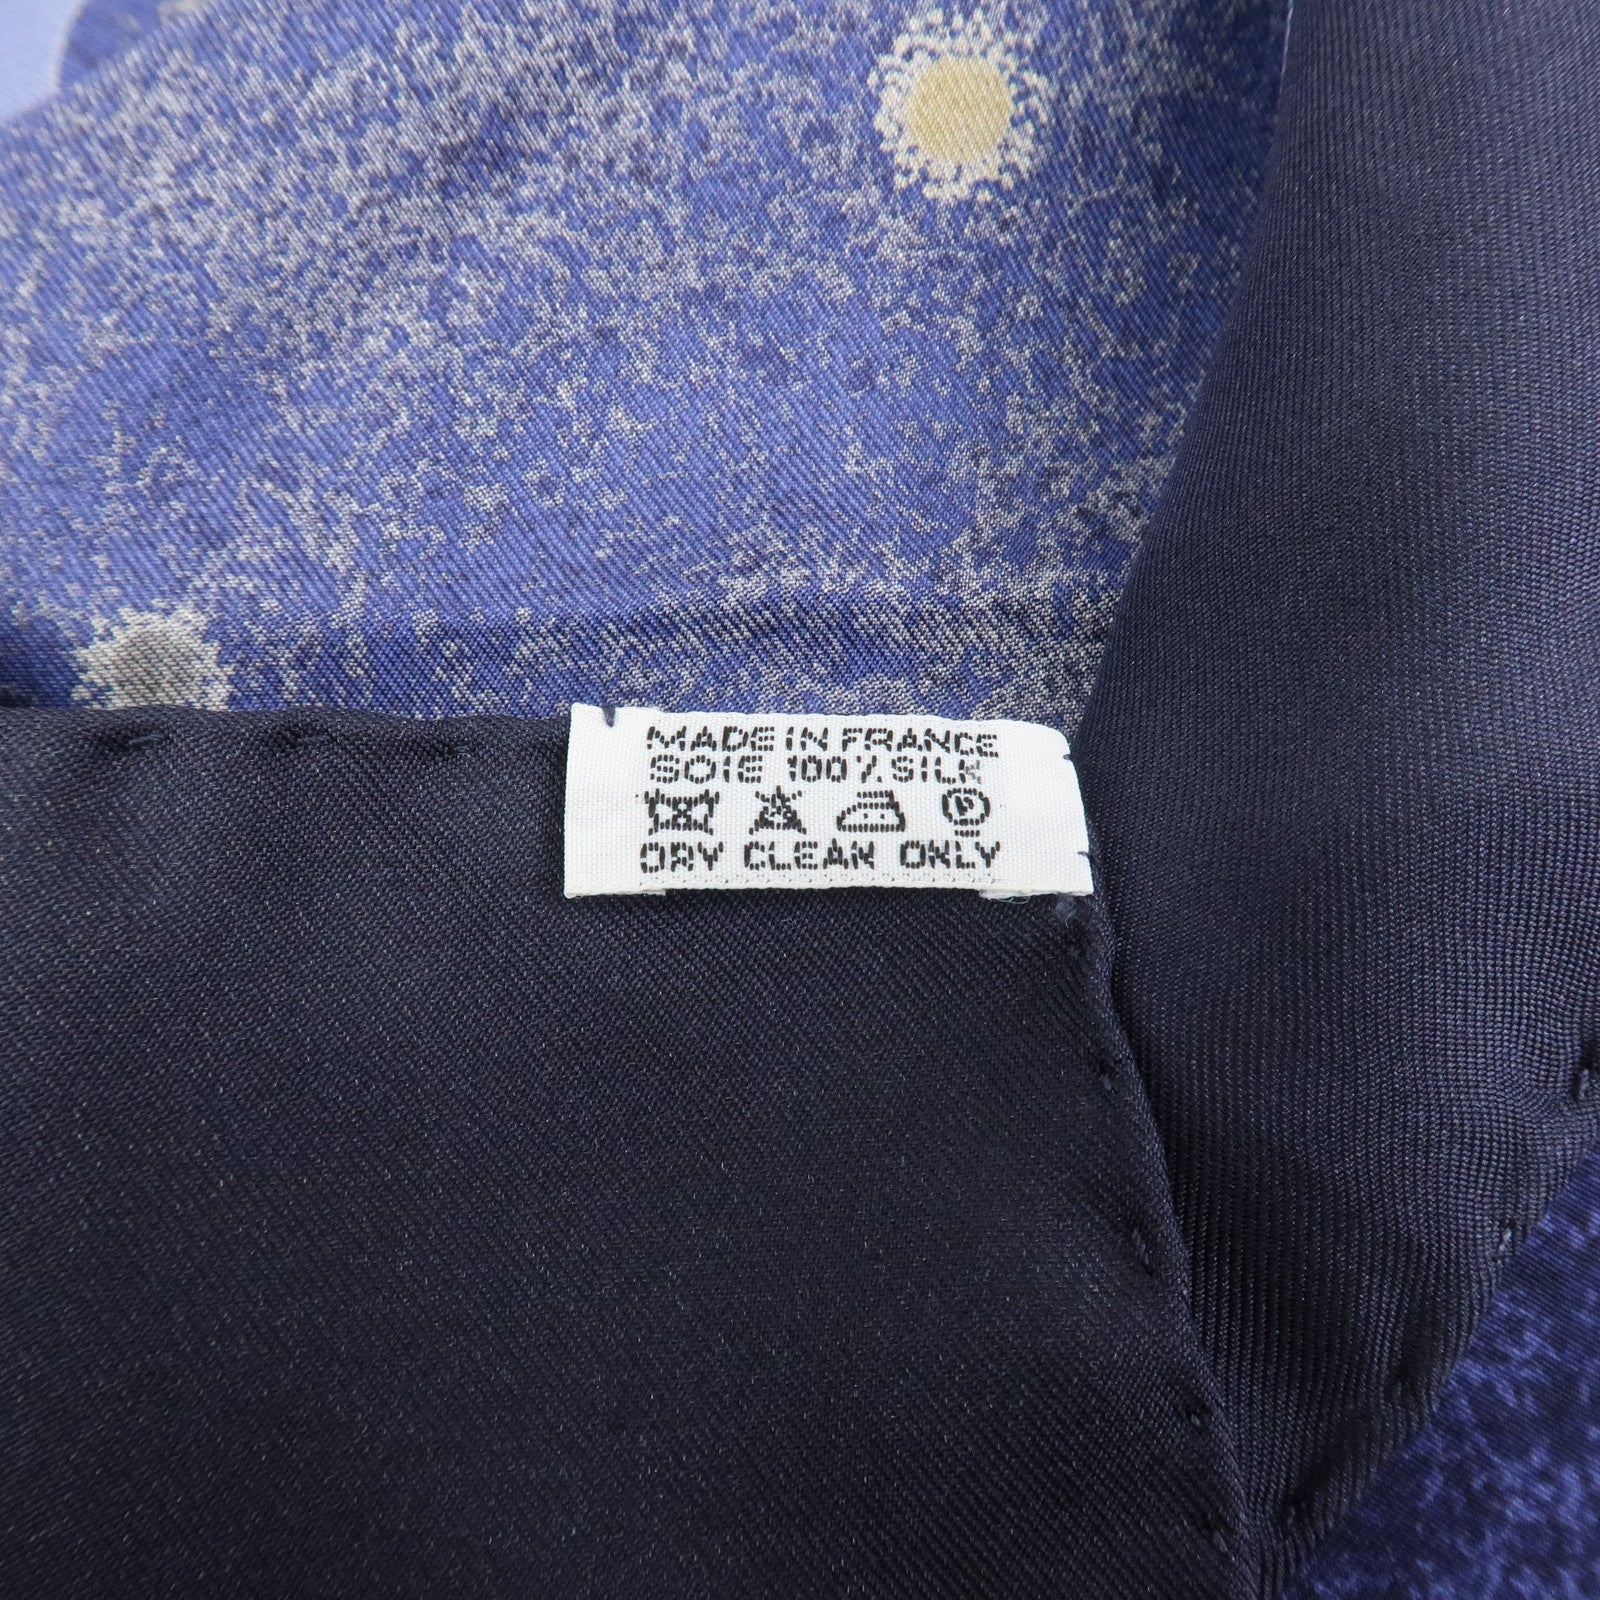 MADE IN FRANCE
SOIE 100% SILK
DRY CLEAN ONLY